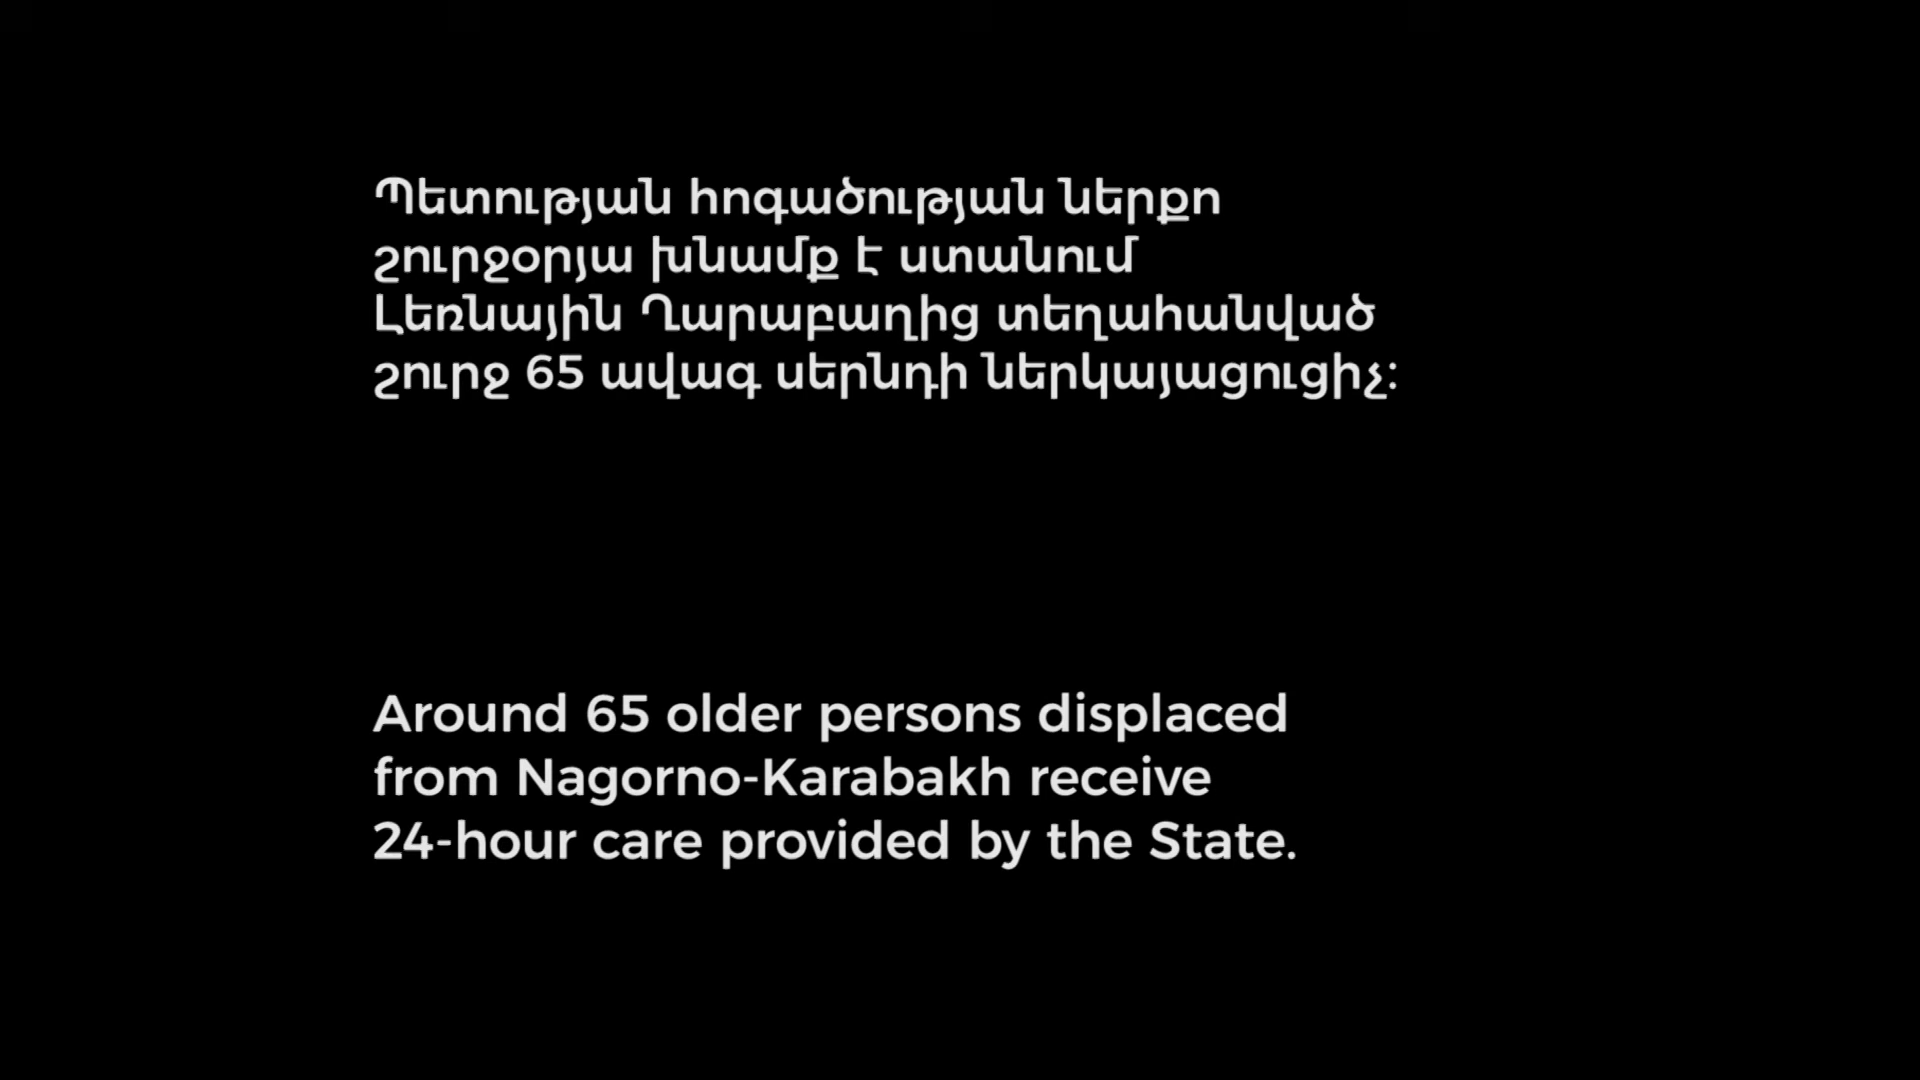 Պետության հոգածության ներքո
շուրջօրյա խնամք է ստանում
Լեռնային Ղարաբաղից տեղահանված
շուրջ 65 ավագ սերնդի ներկայացուցիչ:
Around 65 older persons displaced
from Nagorno-Karabakh receive
24-hour care provided by the State.